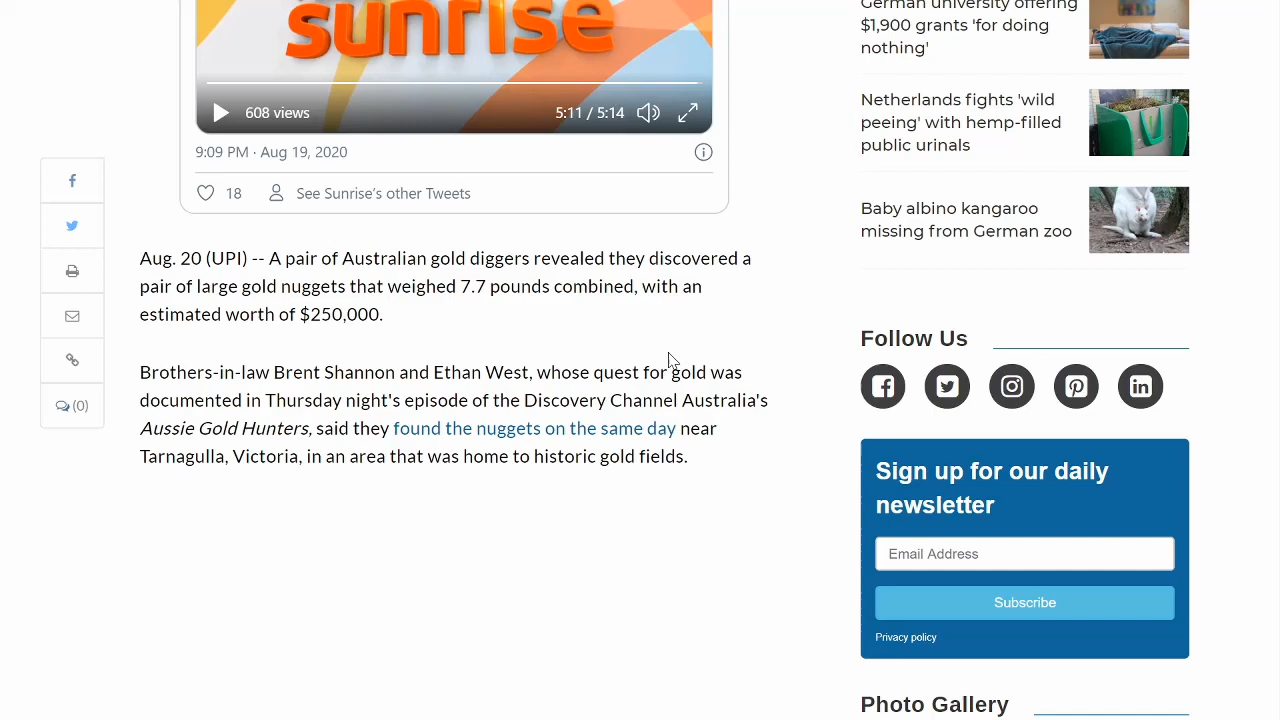 sunrise
608 views
5:11 / 5:14
9:09 PM · Aug 19, 2020
18
See Sunrise's other Tweets
(0)
Aug. 20 (UPI) -- A pair of Australian gold diggers revealed they discovered a
pair of large gold nuggets that weighed 7.7 pounds combined, with an
estimated worth of $250,000.
Brothers-in-law Brent Shannon and Ethan West, whose quest for gold was
documented in Thursday night's episode of the Discovery Channel Australia's
Aussie Gold Hunters, said they found the nuggets on the same day near
Tarnagulla, Victoria, in an area that was home to historic gold fields.
German university offering
$1,900 grants 'for doing
nothing'
Netherlands fights 'wild
peeing' with hemp-filled
public urinals
Baby albino kangaroo
missing from German zoo
Follow Us
Sign up for our daily
newsletter
Email Address
Subscribe
Privacy policy
Photo Gallery